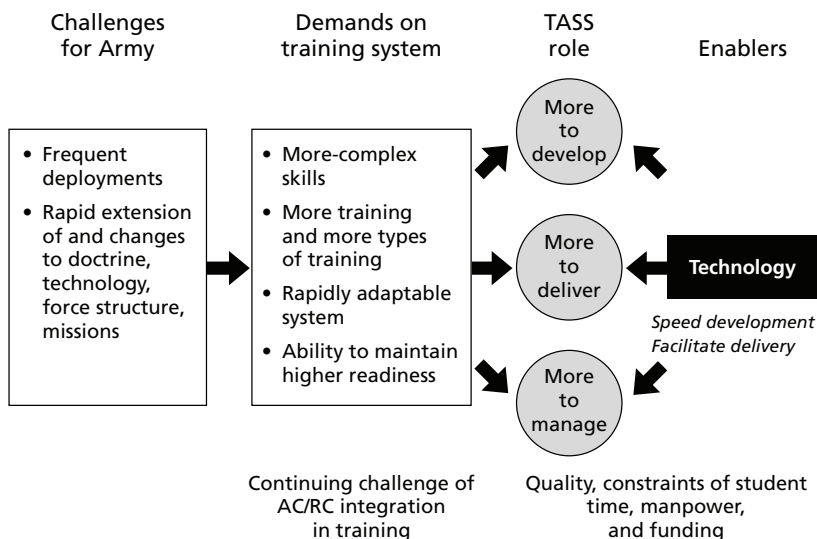 Challenges
for Army
Demands on
training system
TASS
role
Enablers
• Frequent
deployments
• Rapid extension
of and changes
to doctrine,
technology,
force structure,
missions
• More-complex
skills
• More training
and more types
of training
• Rapidly adaptable
system
• Ability to maintain
higher readiness
More
to
develop
More
to
deliver
More
to
manage
Technology
Speed development
Facilitate delivery
Continuing challenge of
AC/RC integration
in training
Quality, constraints of student
time, manpower,
and funding